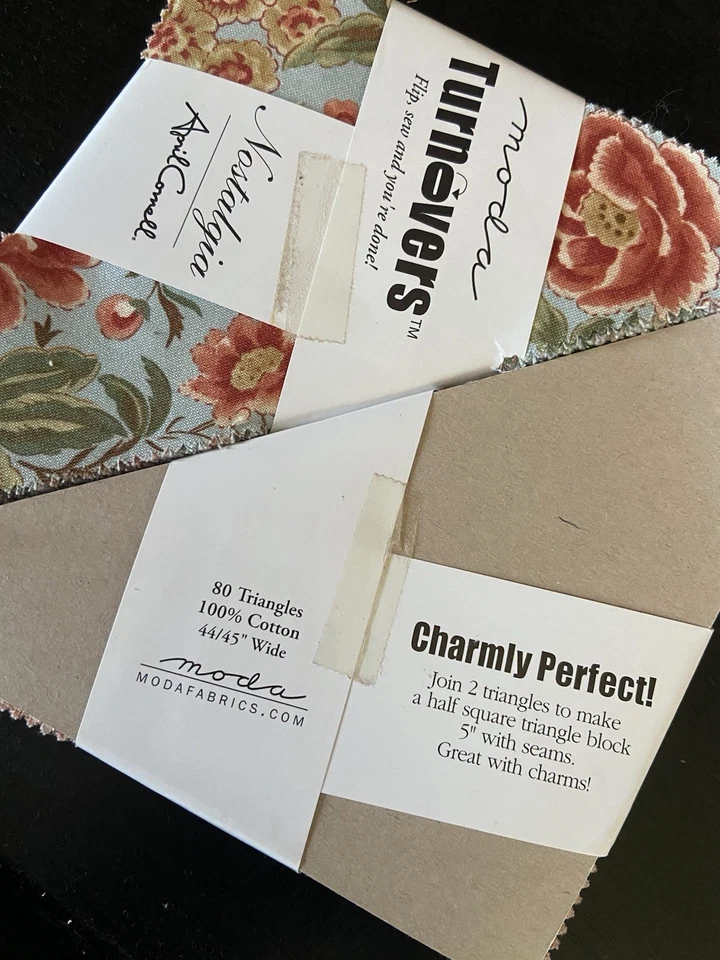 moda
Turnovers™
Flip, sew and you're done!
Nostalgia
April Cornell.
80 Triangles
100% Cotton
44/45" Wide
moda
MODAFABRICS.COM
Charmly Perfect!
Join 2 triangles to make
a half square triangle block
5" with seams.
Great with charms!